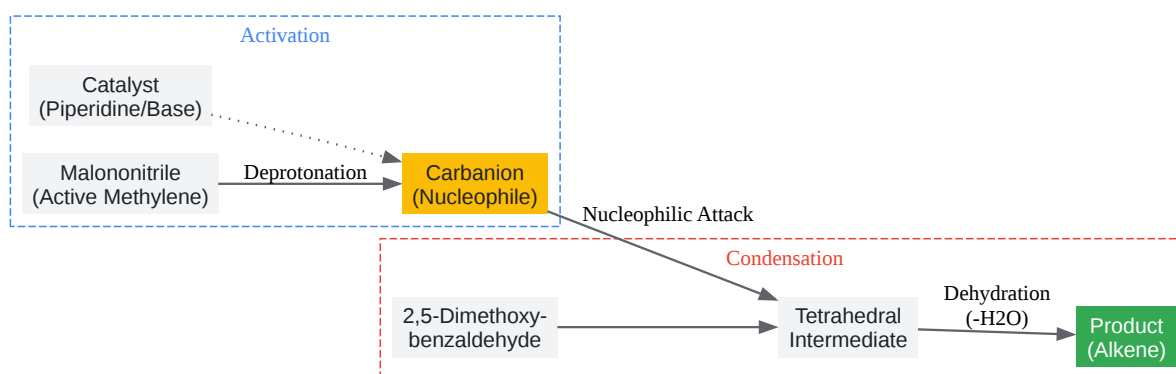 Activation
Catalyst
(Piperidine/Base)
Malononitrile
(Active Methylene)
Deprotonation
Carbanion
(Nucleophile)
Nucleophilic Attack
Condensation
2,5-Dimethoxy-
benzaldehyde
Tetrahedral
Intermediate
Dehydration
(-H2O)
Product
(Alkene)